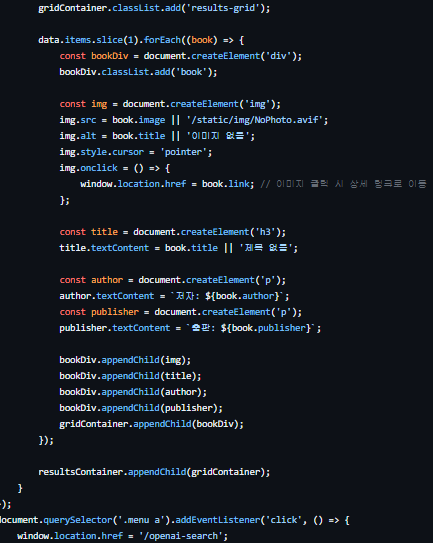 gridContainer.classList.add('results-grid');
data.items.slice(1).forEach((book) => {
const bookDiv = document.createElement('div');
bookDiv.classList.add('book');
const img = document.createElement('img');
img.src = book.image || '/static/img/NoPhoto.avif';
img.alt = book.title || '이미지 없음';
img.style.cursor = 'pointer';
img.onclick = () => {
window.location.href = book.link; // 이미지 클릭 시 상세 링크로 이동
};
const title = document.createElement('h3');
title.textContent = book.title || '제목 없음';
const author = document.createElement('p');
author.textContent = `저자: ${book.author}`;
const publisher = document.createElement('p');
publisher.textContent = `출판: ${book.publisher}`;
bookDiv.appendChild(img);
bookDiv.appendChild(title);
bookDiv.appendChild(author);
bookDiv.appendChild(publisher);
gridContainer.appendChild(bookDiv);
});
resultsContainer.appendChild(gridContainer);
}
);
document.querySelector('.menu a').addEventListener('click', () => {
window.location.href = '/openai-search';